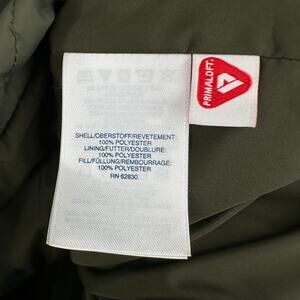 PRIMALOFT.
SHELL/OBERSTOFF/REVETEMENT:
100% POLYESTER
LINING/FUTTER/DOUBLURE:
100% POLYESTER
FILL/FÜLLUNG/REMBOURRAGE:
100% POLYESTER
RN 62830